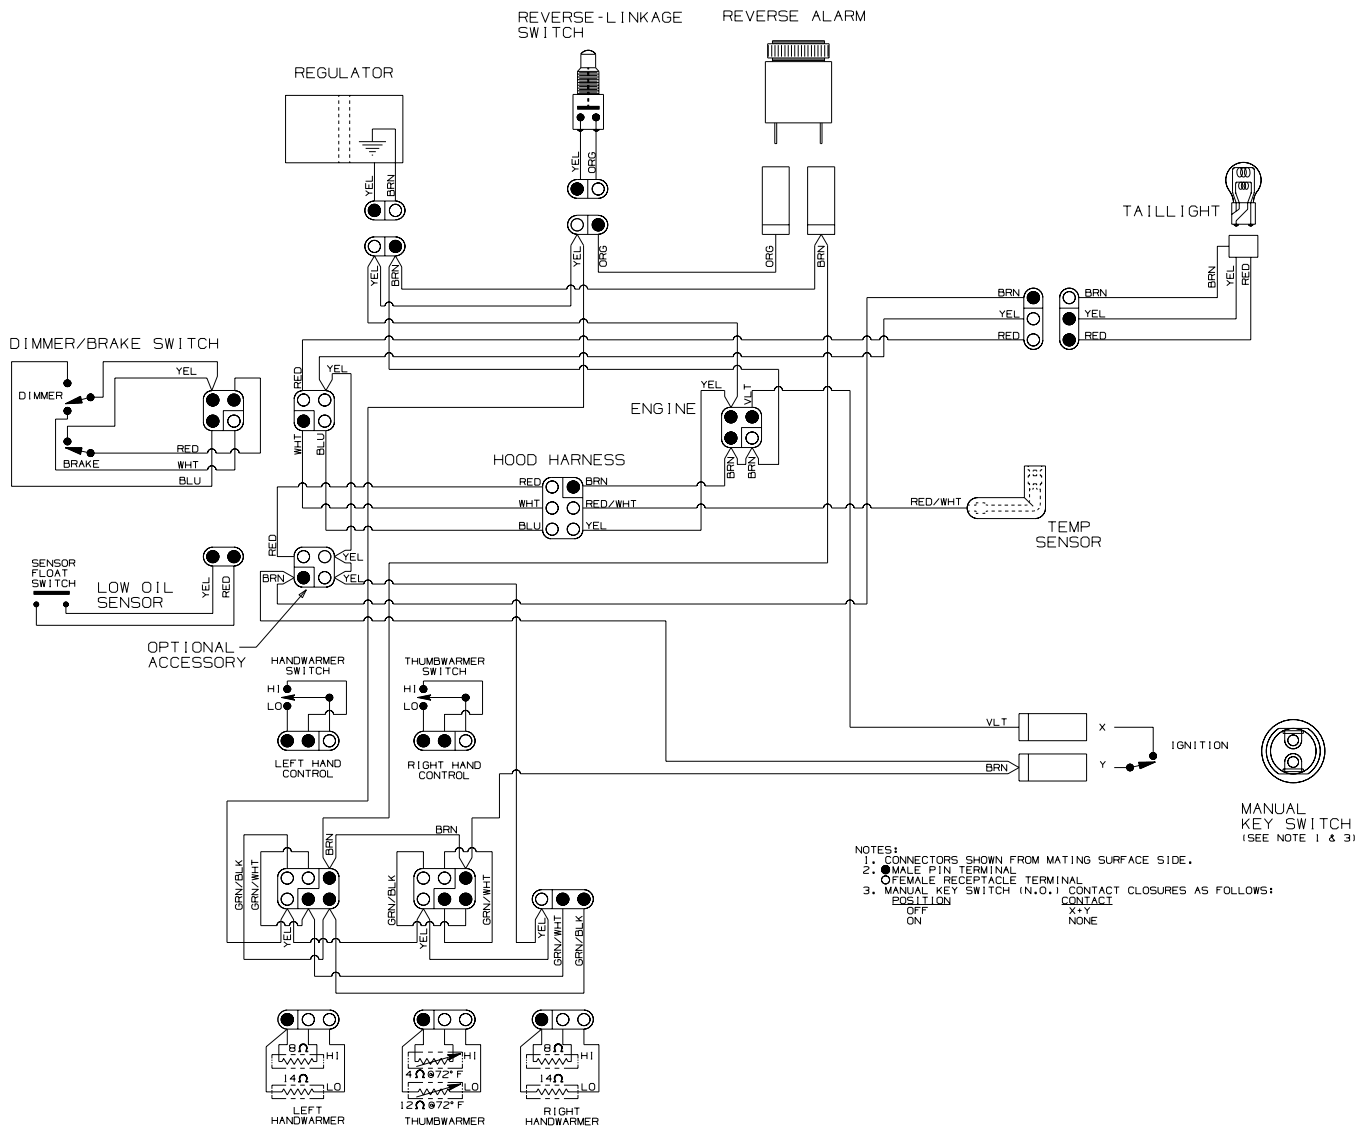 REVERSE-LINKAGE
SWITCH
REVERSE ALARM
REGULATOR
YEL
BRN
YEL
ORG
TAILLIGHT
YEL
BRN
YEL
ORG
ORG
BRN
BRN
YEL
RED
BRN
YEL
RED
BRN
YEL
RED
DIMMER/BRAKE SWITCH
YEL
DIMMER
RED
BRAKE
WHT
BLU
RED
YEL
WHT
BLU
ENGINE
YEL
VLT
BRN
BRN
HOOD HARNESS
RED
BRN
WHT
RED/WHT
BLU
YEL
RED/WHT
TEMP
SENSOR
SENSOR
FLOAT
SWITCH
LOW OIL
SENSOR
YEL
RED
RED
YEL
BRN
YEL
OPTIONAL
ACCESSORY
HANDWARMER
SWITCH
HI
LO
LEFT HAND
CONTROL
THUMBWARMER
SWITCH
HI
LO
RIGHT HAND
CONTROL
VLT
X
BRN
Y
IGNITION
MANUAL
KEY SWITCH
(SEE NOTE 1 & 3)
BRN
BRN
GRN/BLK
GRN/WHT
YEL
GRN/BLK
GRN/WHT
YEL
YEL
GRN/WHT
GRN/BLK
NOTES:
1. CONNECTORS SHOWN FROM MATING SURFACE SIDE.
2. ●MALE PIN TERMINAL
○FEMALE RECEPTACLE TERMINAL
3. MANUAL KEY SWITCH (N.O.) CONTACT CLOSURES AS FOLLOWS:
POSITION CONTACT
OFF X+Y
ON NONE
8Ω
HI
14Ω
LO
LEFT
HANDWARMER
HI
4Ω@72°F
LO
12Ω@72°F
THUMBWARMER
8Ω
HI
14Ω
LO
RIGHT
HANDWARMER